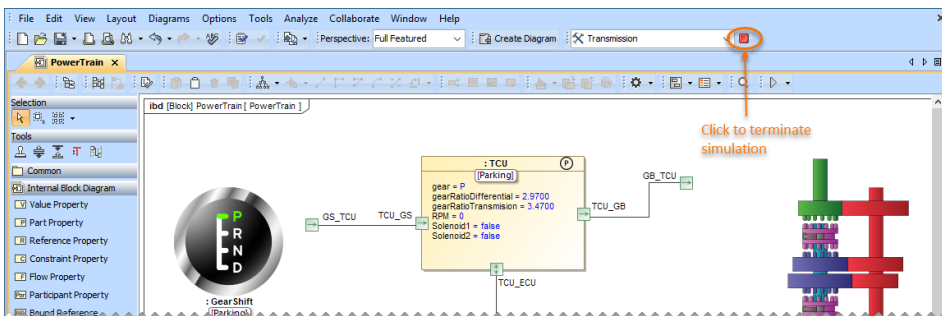 File Edit View Layout Diagrams Options Tools Analyze Collaborate Window Help
Perspective: Full Featured Create Diagram Transmission
PowerTrain
Selection
ibd [Block] PowerTrain [ PowerTrain ]
Click to terminate
simulation
Tools
Common
Internal Block Diagram
Value Property
Part Property
Reference Property
Constraint Property
Flow Property
Participant Property
Bound Reference
P
R
N
D
: GearShift
[Parking]
GS_TCU
TCU_GS
: TCU
P
[Parking]
gear = P
gearRatioDifferential = 2.9700
gearRatioTransmision = 3.4700
RPM = 0
Solenoid1 = false
Solenoid2 = false
TCU_GB
GB_TCU
TCU_ECU